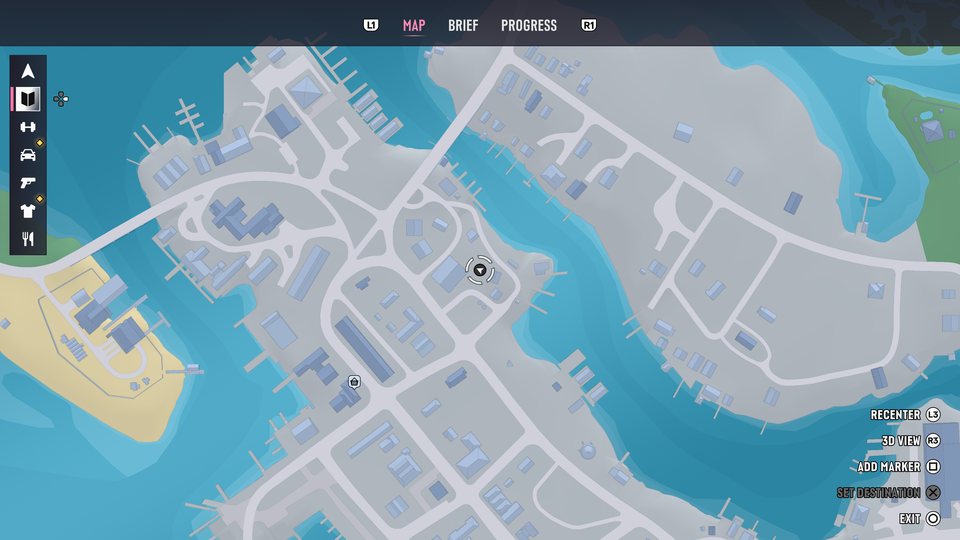 L1 MAP BRIEF PROGRESS R1
RECENTER L3
3D VIEW R3
ADD MARKER
SET DESTINATION
EXIT